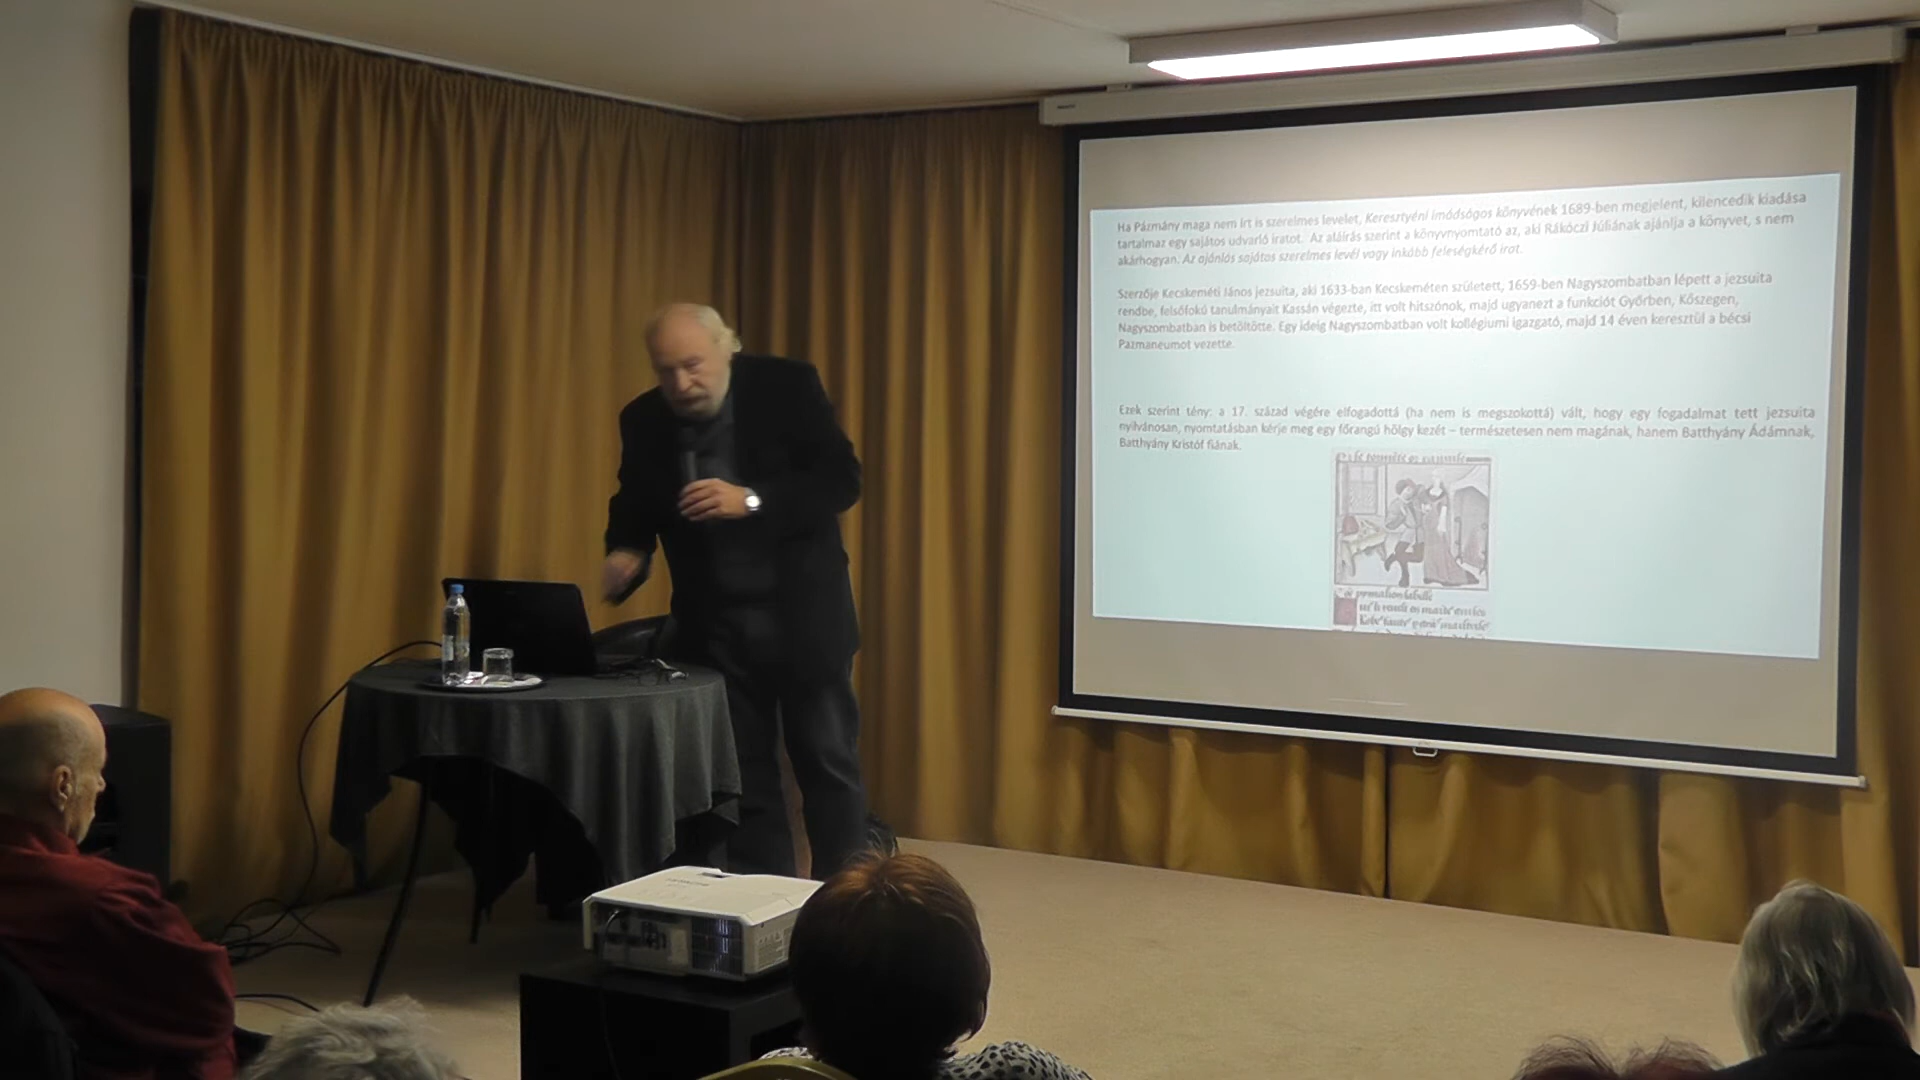 Ha Pázmány maga nem írt is szerelmes levelet, Keresztyéni imádságos könyvének 1689-ben megjelent, kilencedik kiadása
tartalmaz egy sajátos udvarló iratot. Az aláírás szerint a könyvnyomtató az, aki Rákóczi Júliának ajánlja a könyvet, s nem
akárhogyan. Az ajánlás sajátos szerelmes levél vagy inkább feleségkérő irat.
Szerzője Kecskeméti János jezsuita, aki 1633-ban Kecskeméten született, 1659-ben Nagyszombatban lépett a jezsuita
rendbe, felsőfokú tanulmányait Kassán végezte, itt volt hitszónok, majd ugyanezt a funkciót Győrben, Kőszegen,
Nagyszombatban is betöltötte. Egy ideig Nagyszombatban volt kollégiumi igazgató, majd 14 éven keresztül a bécsi
Pazmaneumot vezette.
Ezek szerint tény: a 17. század végére elfogadottá (ha nem is megszokottá) vált, hogy egy fogadalmat tett jezsuita
nyilvánosan, nyomtatásban kérje meg egy főrangú hölgy kezét – természetesen nem magának, hanem Batthyány Ádámnak,
Batthyány Kristóf fiának.